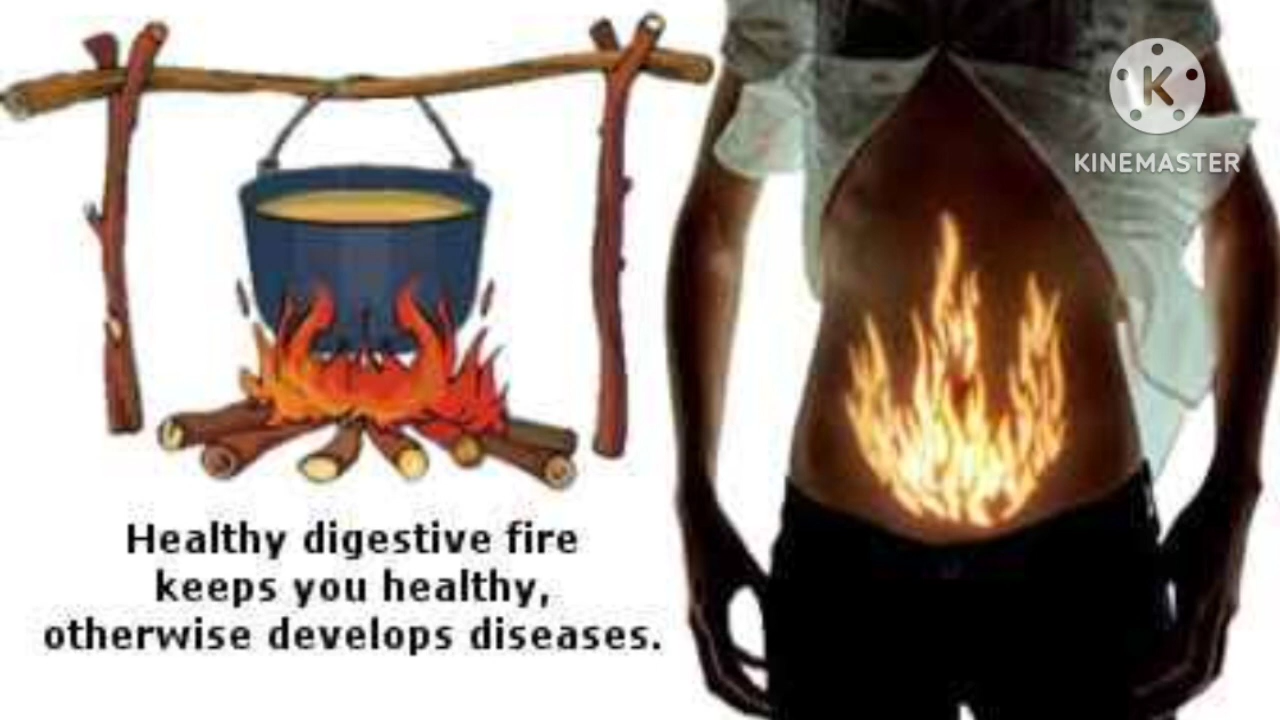 K
KINEMASTER
Healthy digestive fire
keeps you healthy,
otherwise develops diseases.